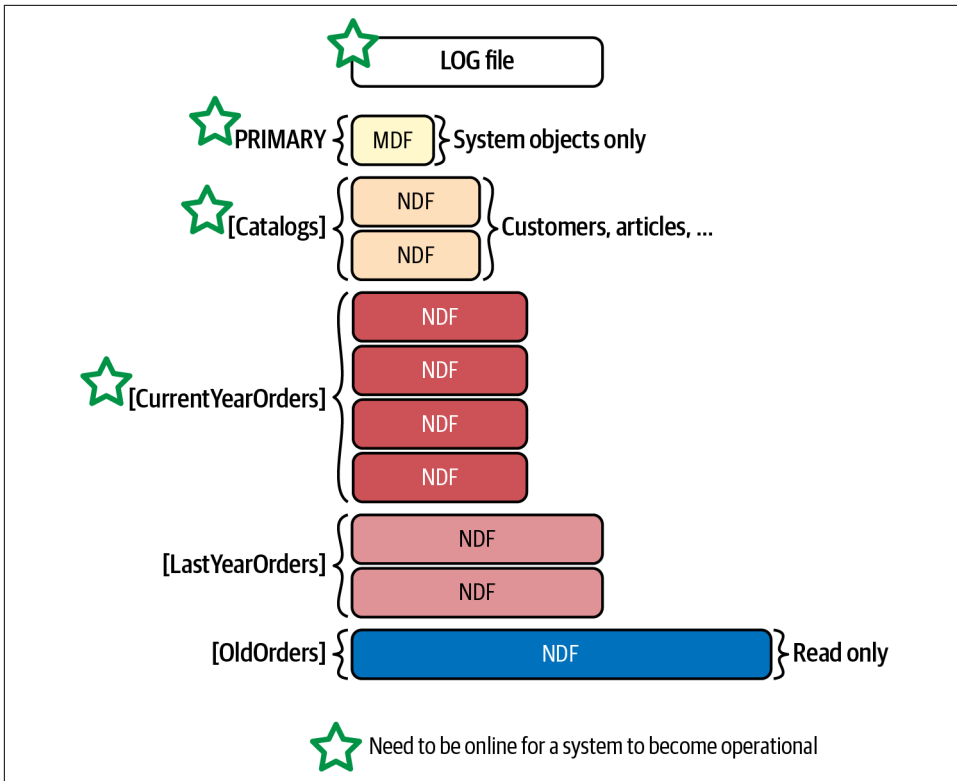 LOG file
PRIMARY MDF System objects only
NDF
[Catalogs] Customers, articles, ...
NDF
NDF
NDF
[CurrentYearOrders]
NDF
NDF
NDF
[LastYearOrders]
NDF
[OldOrders] NDF Read only
Need to be online for a system to become operational